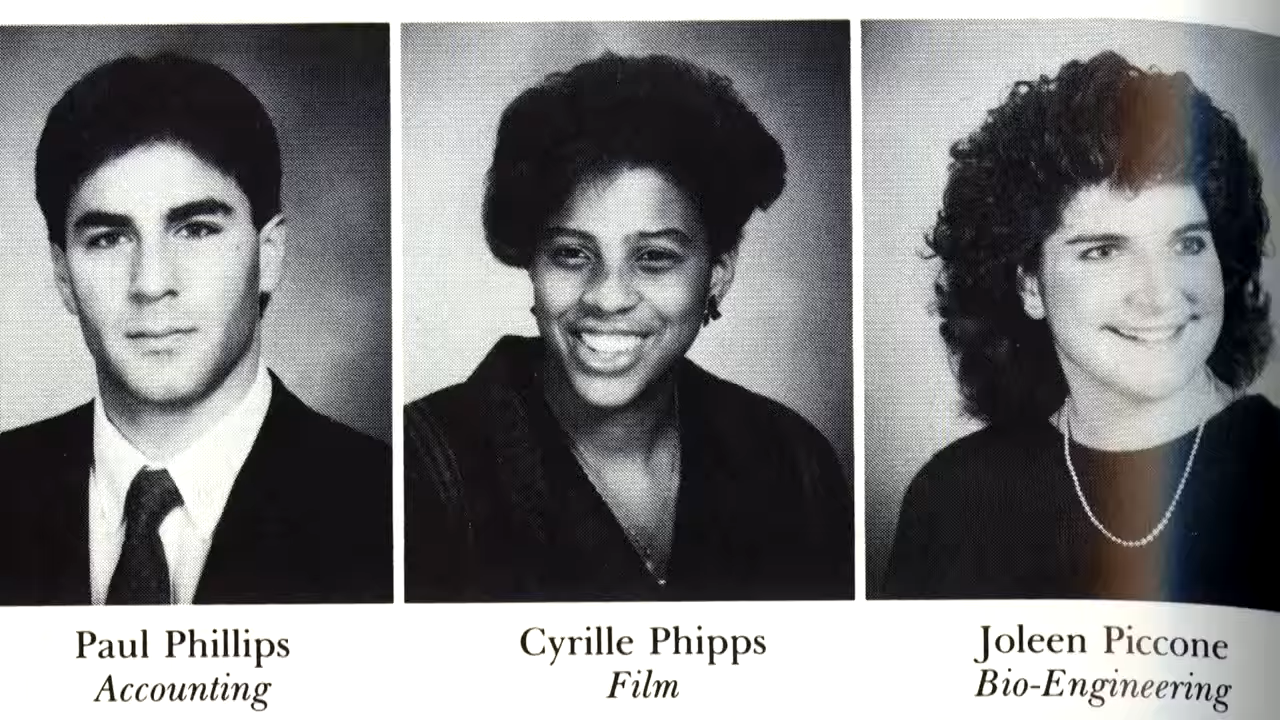 Paul Phillips
Accounting
Cyrille Phipps
Film
Joleen Piccone
Bio-Engineering